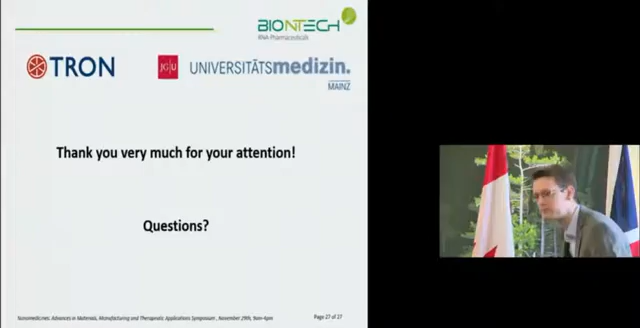 BIONTECH
RNA Pharmaceuticals
TRON
JG|U
UNIVERSITÄTSmedizin.
MAINZ
Thank you very much for your attention!
Questions?
Nanomedicines: Advances in Materials, Manufacturing and Therapeutic Applications Symposium , November 29th, 9am-4pm
Page 27 of 27